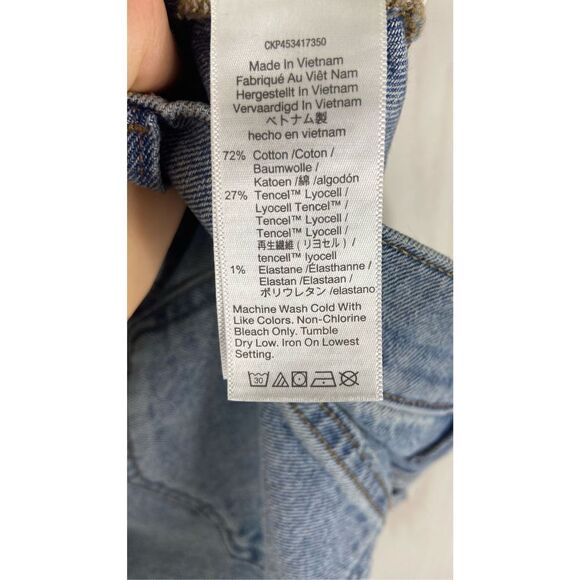 CKP453417350
Made In Vietnam
Fabriqué Au Viêt Nam
Hergestellt In Vietnam
Vervaardigd In Vietnam
ベトナム製
hecho en vietnam
72% Cotton /Coton /
Baumwolle /
Katoen /綿 /algodón
27% Tencel™ Lyocell /
Lyocell Tencel™ /
Tencel™ Lyocell /
Tencel™ Lyocell /
再生繊維 (リヨセル) /
tencell™ lyocell
1% Elastane /Élasthanne /
Elastan /Elastaan /
ポリウレタン /elastano
Machine Wash Cold With
Like Colors. Non-Chlorine
Bleach Only. Tumble
Dry Low. Iron On Lowest
Setting.
30